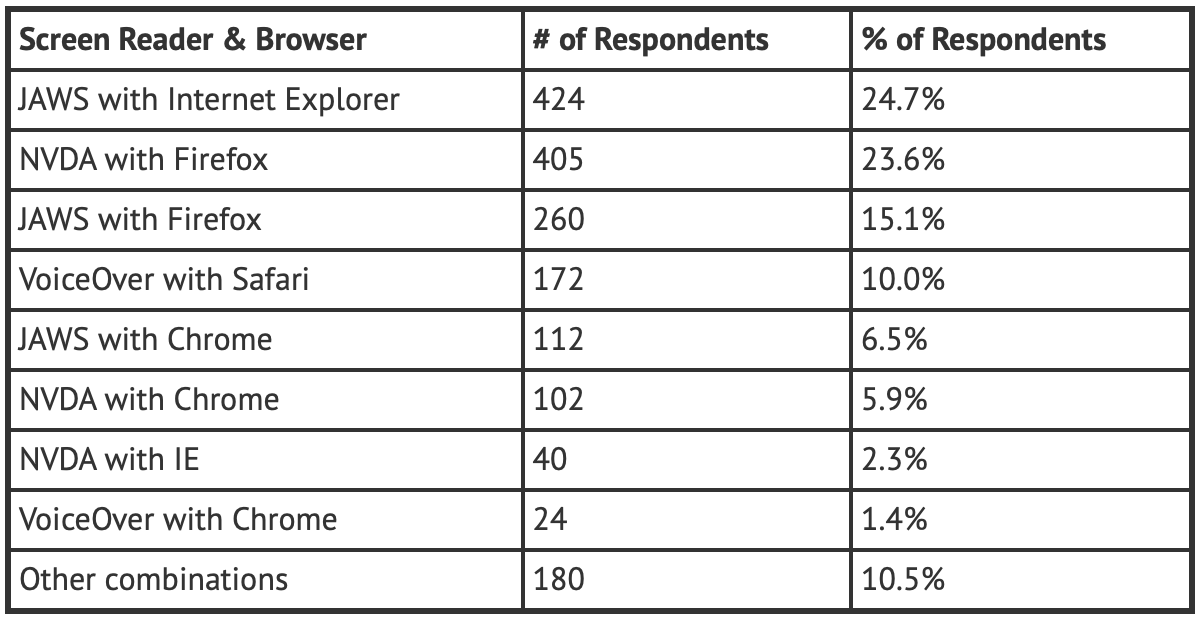 Screen Reader & Browser # of Respondents % of Respondents
JAWS with Internet Explorer 424 24.7%
NVDA with Firefox 405 23.6%
JAWS with Firefox 260 15.1%
VoiceOver with Safari 172 10.0%
JAWS with Chrome 112 6.5%
NVDA with Chrome 102 5.9%
NVDA with IE 40 2.3%
VoiceOver with Chrome 24 1.4%
Other combinations 180 10.5%